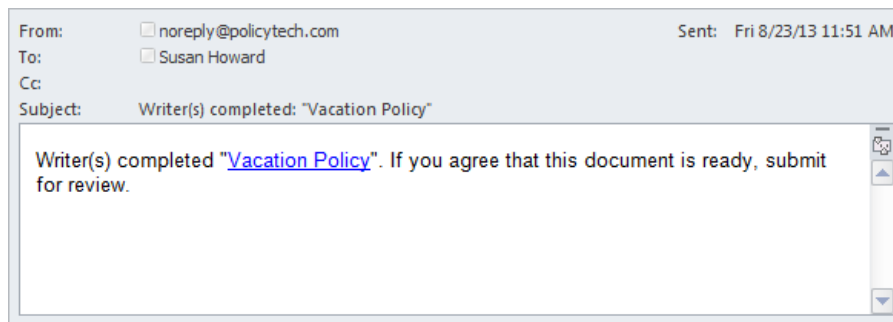 From: noreply@policytech.com Sent: Fri 8/23/13 11:51 AM
To: Susan Howard
Cc:
Subject: Writer(s) completed: "Vacation Policy"
Writer(s) completed "Vacation Policy". If you agree that this document is ready, submit
for review.